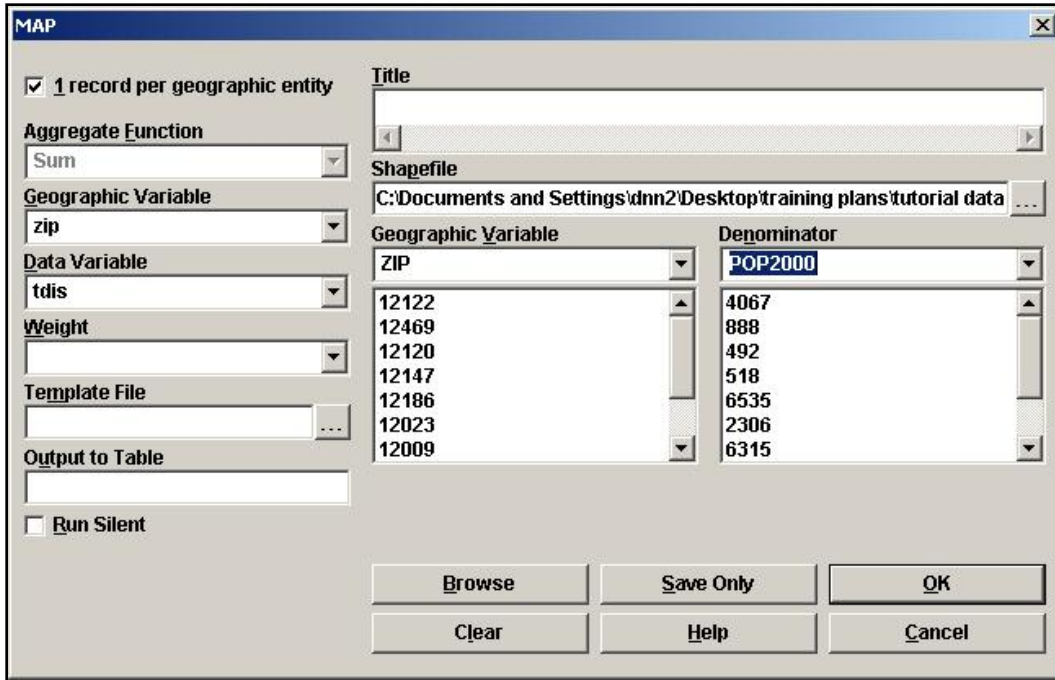 MAP
1 record per geographic entity
Aggregate Function
Sum
Geographic Variable
zip
Data Variable
tdis
Weight
Template File
...
Output to Table
Run Silent
Title
Shapefile
C:\Documents and Settings\dnn2\Desktop\training plans\tutorial data
...
Geographic Variable
ZIP
12122
12469
12120
12147
12186
12023
12009
Denominator
POP2000
4067
888
492
518
6535
2306
6315
Browse
Save Only
OK
Clear
Help
Cancel